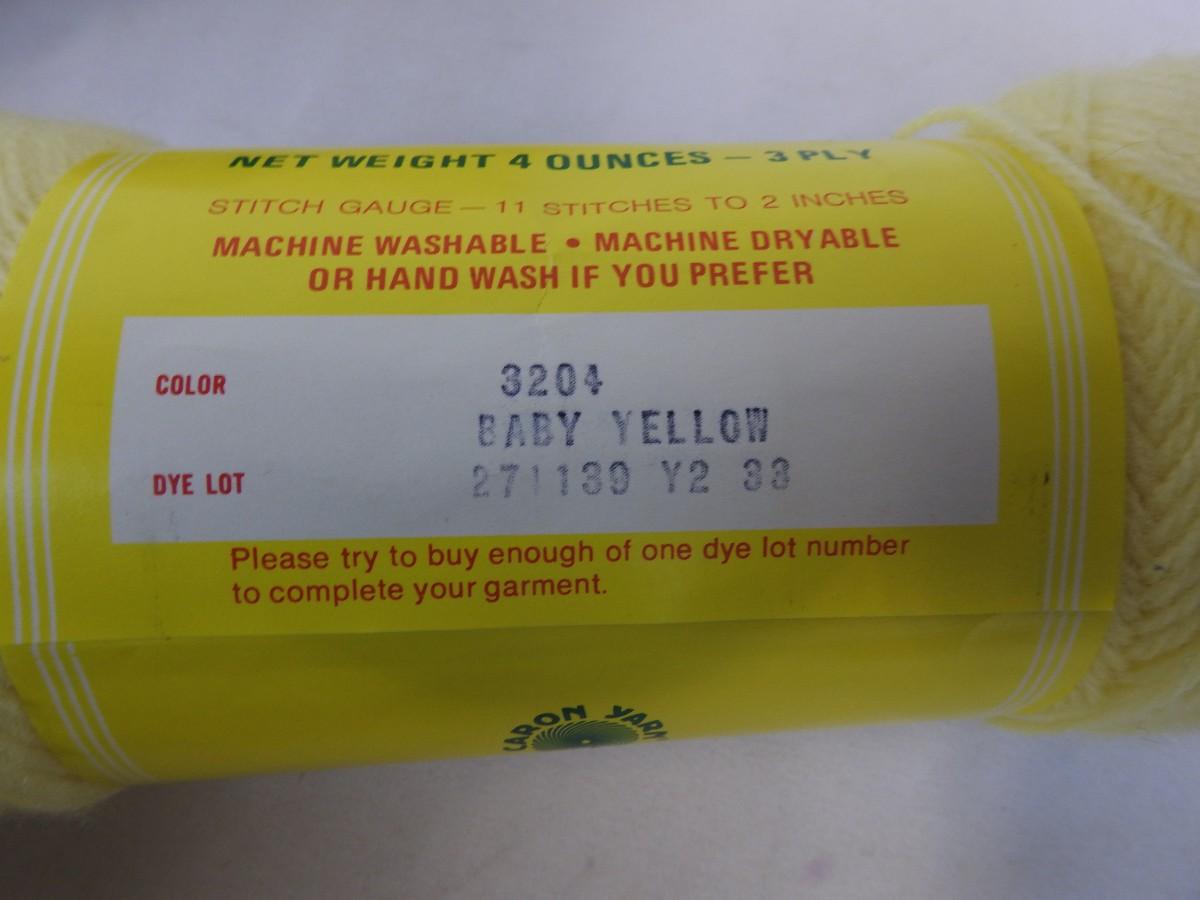 NET WEIGHT 4 OUNCES — 3 PLY
STITCH GAUGE — 11 STITCHES TO 2 INCHES
MACHINE WASHABLE • MACHINE DRYABLE
OR HAND WASH IF YOU PREFER
COLOR 3204
BABY YELLOW
DYE LOT 271139 Y2 33
Please try to buy enough of one dye lot number
to complete your garment.
CARON YARN